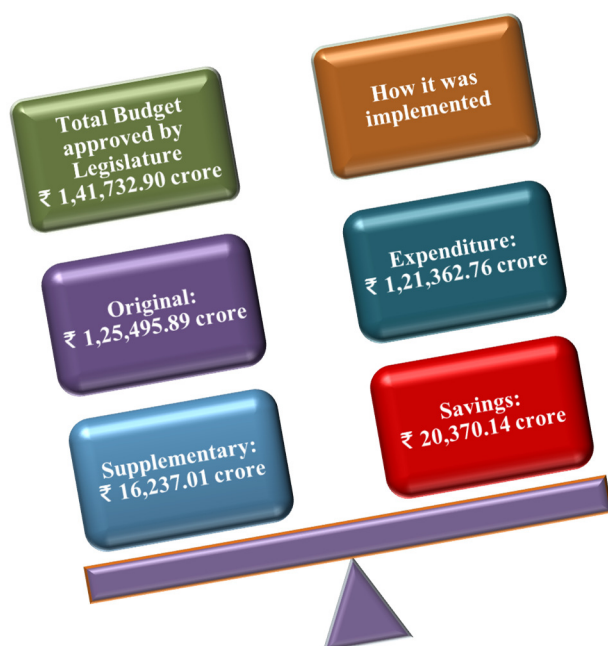 Total Budget
approved by
Legislature
₹ 1,41,732.90 crore
Original:
₹ 1,25,495.89 crore
Supplementary:
₹ 16,237.01 crore
How it was
implemented
Expenditure:
₹ 1,21,362.76 crore
Savings:
₹ 20,370.14 crore